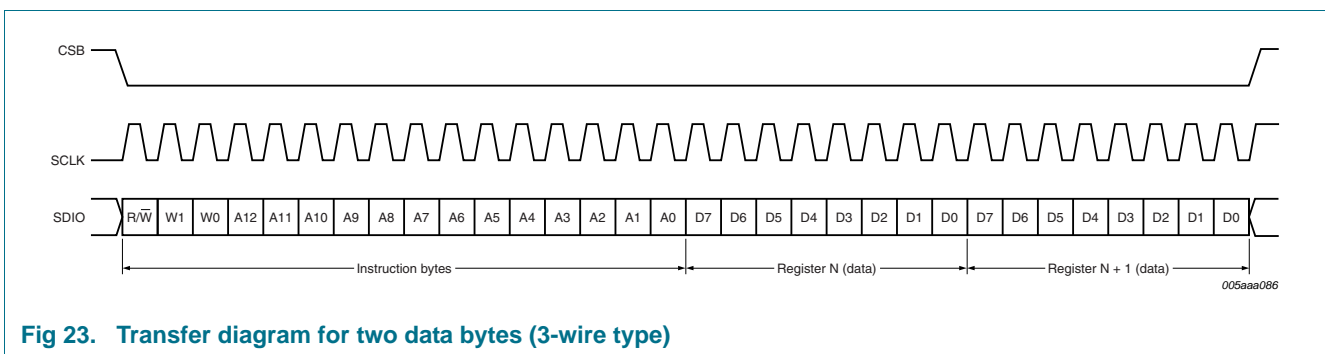 CSB
SCLK
SDIO R/W̅ W1 W0 A12 A11 A10 A9 A8 A7 A6 A5 A4 A3 A2 A1 A0 D7 D6 D5 D4 D3 D2 D1 D0 D7 D6 D5 D4 D3 D2 D1 D0
Instruction bytes Register N (data) Register N + 1 (data)
005aaa086
Fig 23. Transfer diagram for two data bytes (3-wire type)